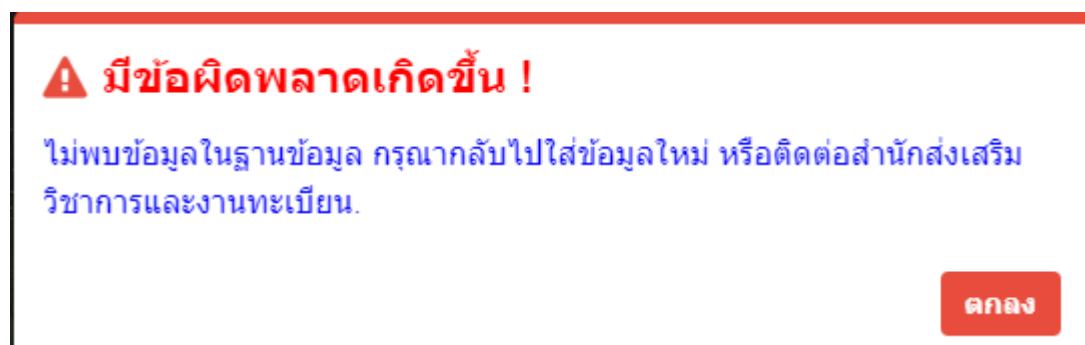 มีข้อผิดพลาดเกิดขึ้น !
ไม่พบข้อมูลในฐานข้อมูล กรุณากลับไปใส่ข้อมูลใหม่ หรือติดต่อสำนักส่งเสริม
วิชาการและงานทะเบียน.
ตกลง